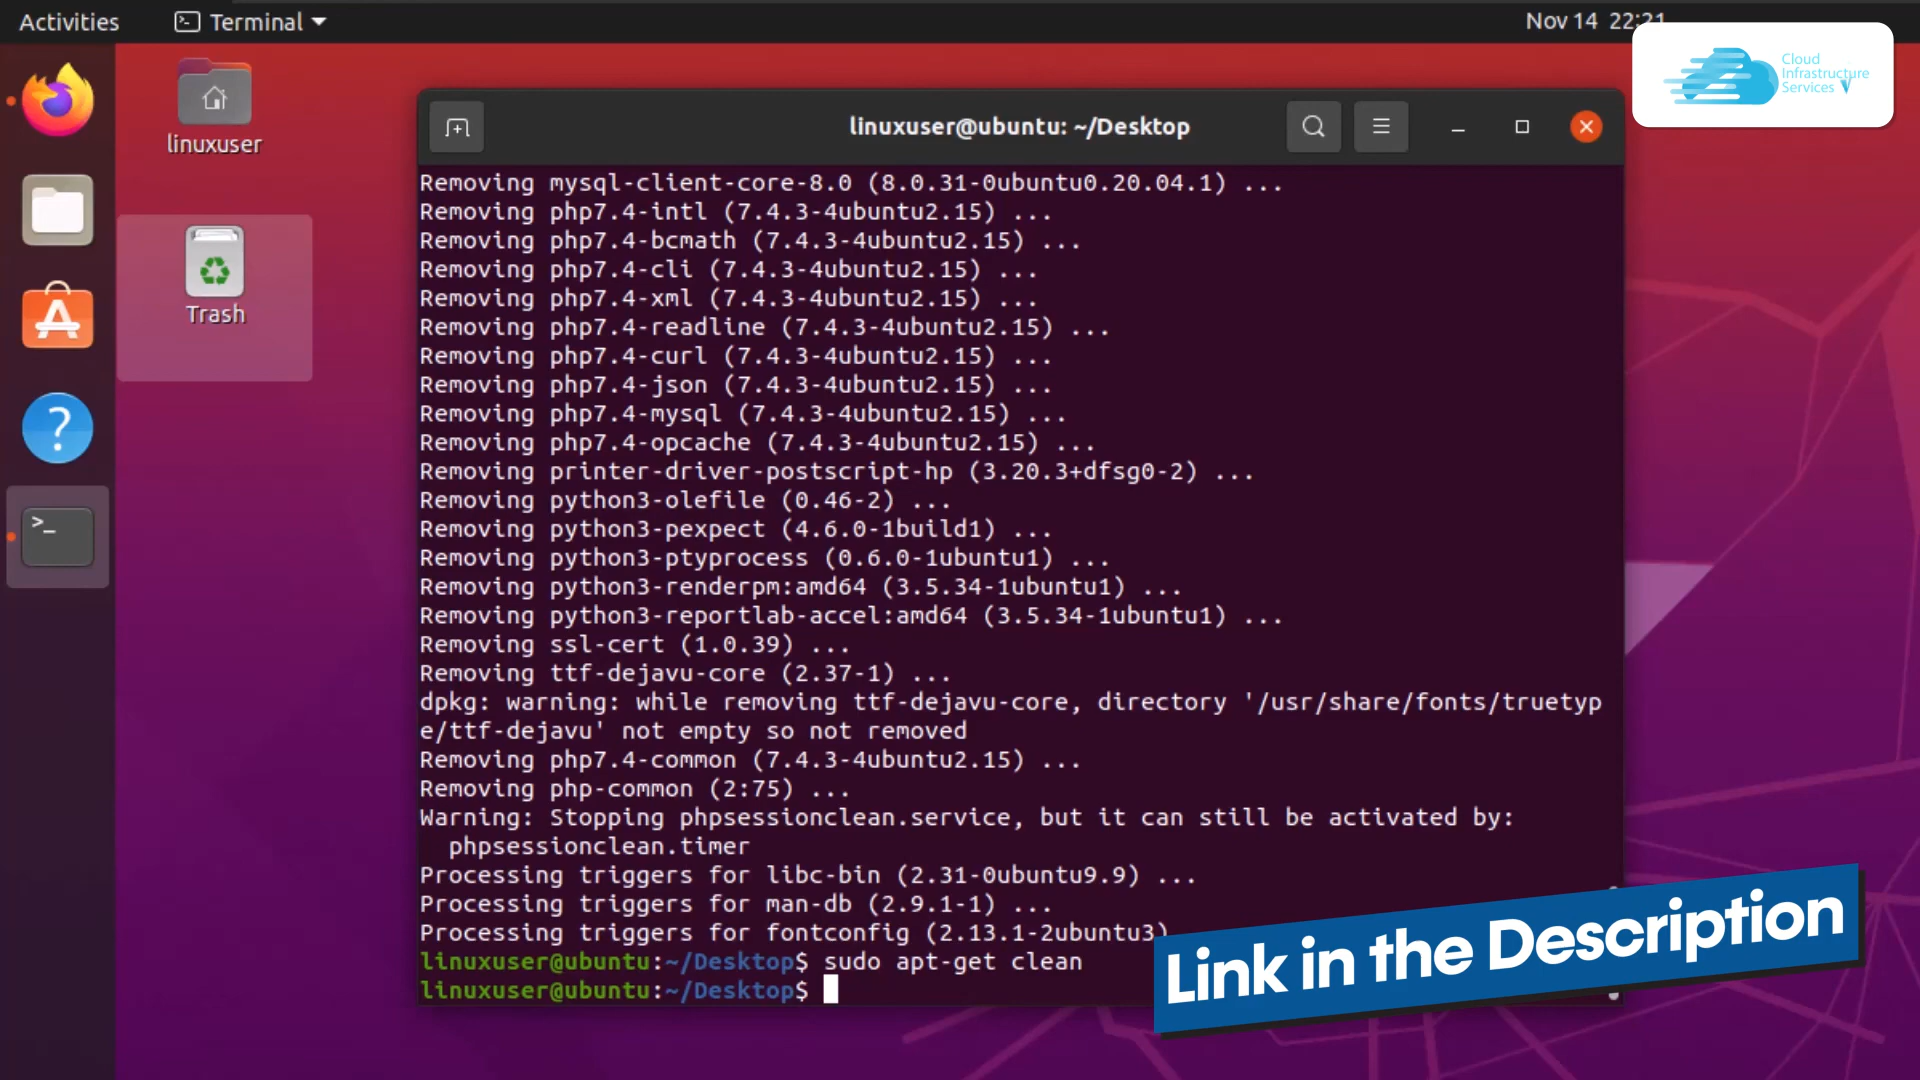 Activities
Terminal
Nov 14 22:21
Cloud
Infrastructure
Services
linuxuser
Trash
linuxuser@ubuntu: ~/Desktop
Removing mysql-client-core-8.0 (8.0.31-0ubuntu0.20.04.1) ...
Removing php7.4-intl (7.4.3-4ubuntu2.15) ...
Removing php7.4-bcmath (7.4.3-4ubuntu2.15) ...
Removing php7.4-cli (7.4.3-4ubuntu2.15) ...
Removing php7.4-xml (7.4.3-4ubuntu2.15) ...
Removing php7.4-readline (7.4.3-4ubuntu2.15) ...
Removing php7.4-curl (7.4.3-4ubuntu2.15) ...
Removing php7.4-json (7.4.3-4ubuntu2.15) ...
Removing php7.4-mysql (7.4.3-4ubuntu2.15) ...
Removing php7.4-opcache (7.4.3-4ubuntu2.15) ...
Removing printer-driver-postscript-hp (3.20.3+dfsg0-2) ...
Removing python3-olefile (0.46-2) ...
Removing python3-pexpect (4.6.0-1build1) ...
Removing python3-ptyprocess (0.6.0-1ubuntu1) ...
Removing python3-renderpm:amd64 (3.5.34-1ubuntu1) ...
Removing python3-reportlab-accel:amd64 (3.5.34-1ubuntu1) ...
Removing ssl-cert (1.0.39) ...
Removing ttf-dejavu-core (2.37-1) ...
dpkg: warning: while removing ttf-dejavu-core, directory '/usr/share/fonts/truetyp
e/ttf-dejavu' not empty so not removed
Removing php7.4-common (7.4.3-4ubuntu2.15) ...
Removing php-common (2:75) ...
Warning: Stopping phpsessionclean.service, but it can still be activated by:
  phpsessionclean.timer
Processing triggers for libc-bin (2.31-0ubuntu9.9) ...
Processing triggers for man-db (2.9.1-1) ...
Processing triggers for fontconfig (2.13.1-2ubuntu3)
linuxuser@ubuntu:~/Desktop$ sudo apt-get clean
linuxuser@ubuntu:~/Desktop$
Link in the Description